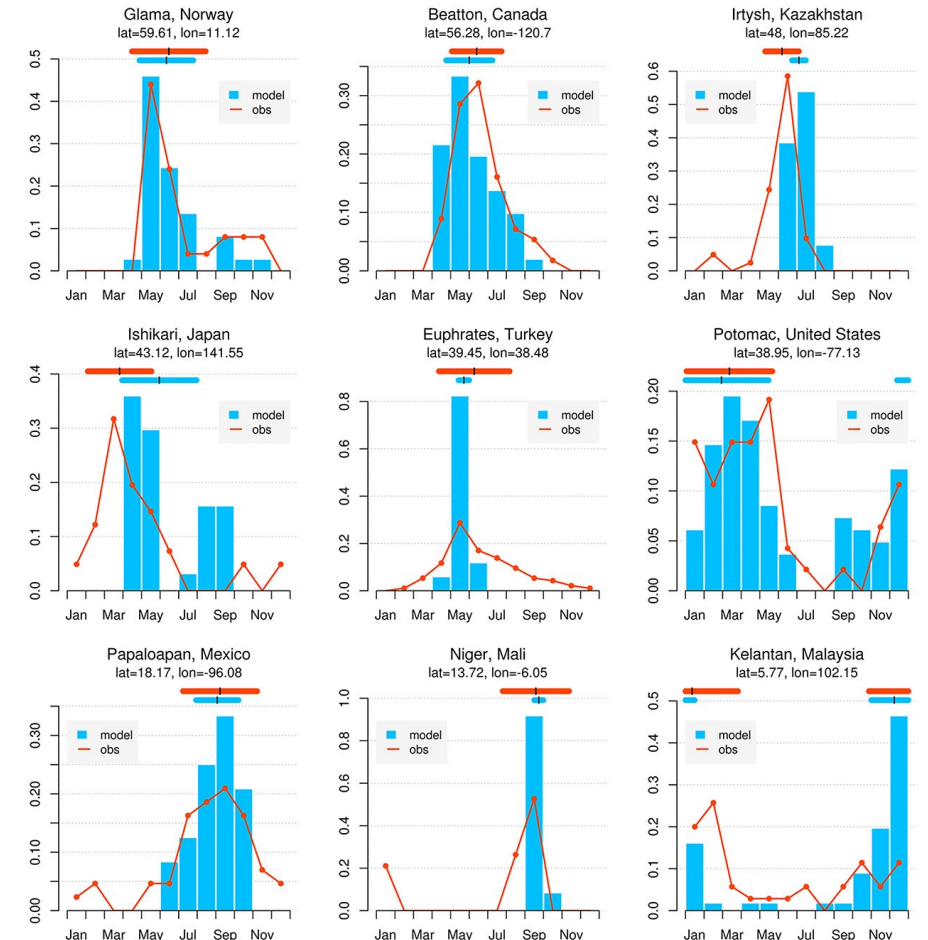 Glama, Norway
lat=59.61, lon=11.12
0.5
0.4
0.3
0.2
0.1
0.0
model
obs
Jan Mar May Jul Sep Nov
Beatton, Canada
lat=56.28, lon=-120.7
0.30
0.20
0.10
0.00
model
obs
Jan Mar May Jul Sep Nov
Irtysh, Kazakhstan
lat=48, lon=85.22
0.6
0.5
0.4
0.3
0.2
0.1
0.0
model
obs
Jan Mar May Jul Sep Nov
Ishikari, Japan
lat=43.12, lon=141.55
0.4
0.3
0.2
0.1
0.0
model
obs
Jan Mar May Jul Sep Nov
Euphrates, Turkey
lat=39.45, lon=38.48
0.8
0.6
0.4
0.2
0.0
model
obs
Jan Mar May Jul Sep Nov
Potomac, United States
lat=38.95, lon=-77.13
0.20
0.15
0.10
0.05
0.00
model
obs
Jan Mar May Jul Sep Nov
Papaloapan, Mexico
lat=18.17, lon=-96.08
0.30
0.20
0.10
0.00
model
obs
Jan Mar May Jul Sep Nov
Niger, Mali
lat=13.72, lon=-6.05
1.0
0.8
0.6
0.4
0.2
0.0
model
obs
Jan Mar May Jul Sep Nov
Kelantan, Malaysia
lat=5.77, lon=102.15
0.5
0.4
0.3
0.2
0.1
0.0
model
obs
Jan Mar May Jul Sep Nov